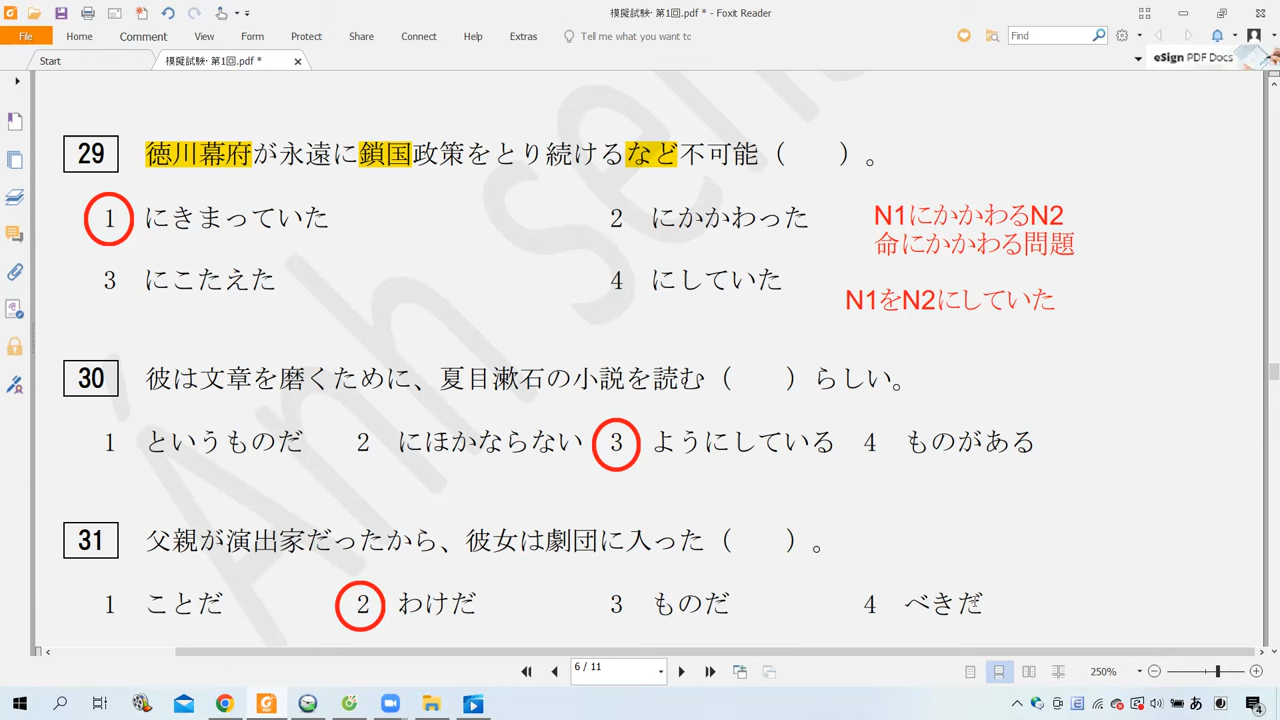 模擬試験· 第1回.pdf * - Foxit Reader
File Home Comment View Form Protect Share Connect Help Extras Tell me what you want to Find
Start 模擬試験· 第1回.pdf * eSign PDF Docs
29 徳川幕府が永遠に鎖国政策をとり続けるなど不可能（　　）。
1 にきまっていた 2 にかかわった
N1にかかわるN2
命にかかわる問題
3 にこたえた 4 にしていた
N1をN2にしていた
30 彼は文章を磨くために、夏目漱石の小説を読む（　　）らしい。
1 というものだ 2 にほかならない 3 ようにしている 4 ものがある
31 父親が演出家だったから、彼女は劇団に入った（　　）。
1 ことだ 2 わけだ 3 ものだ 4 べきだ
6 / 11 250%
あ 4